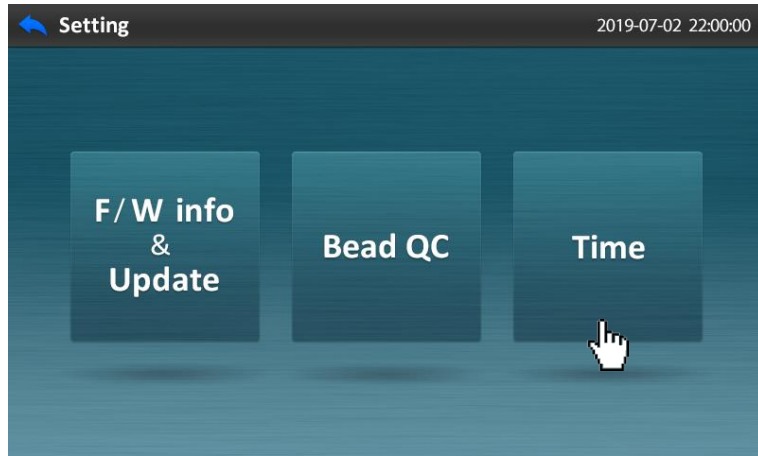 Setting
2019-07-02 22:00:00
F/W info
&
Update
Bead QC
Time